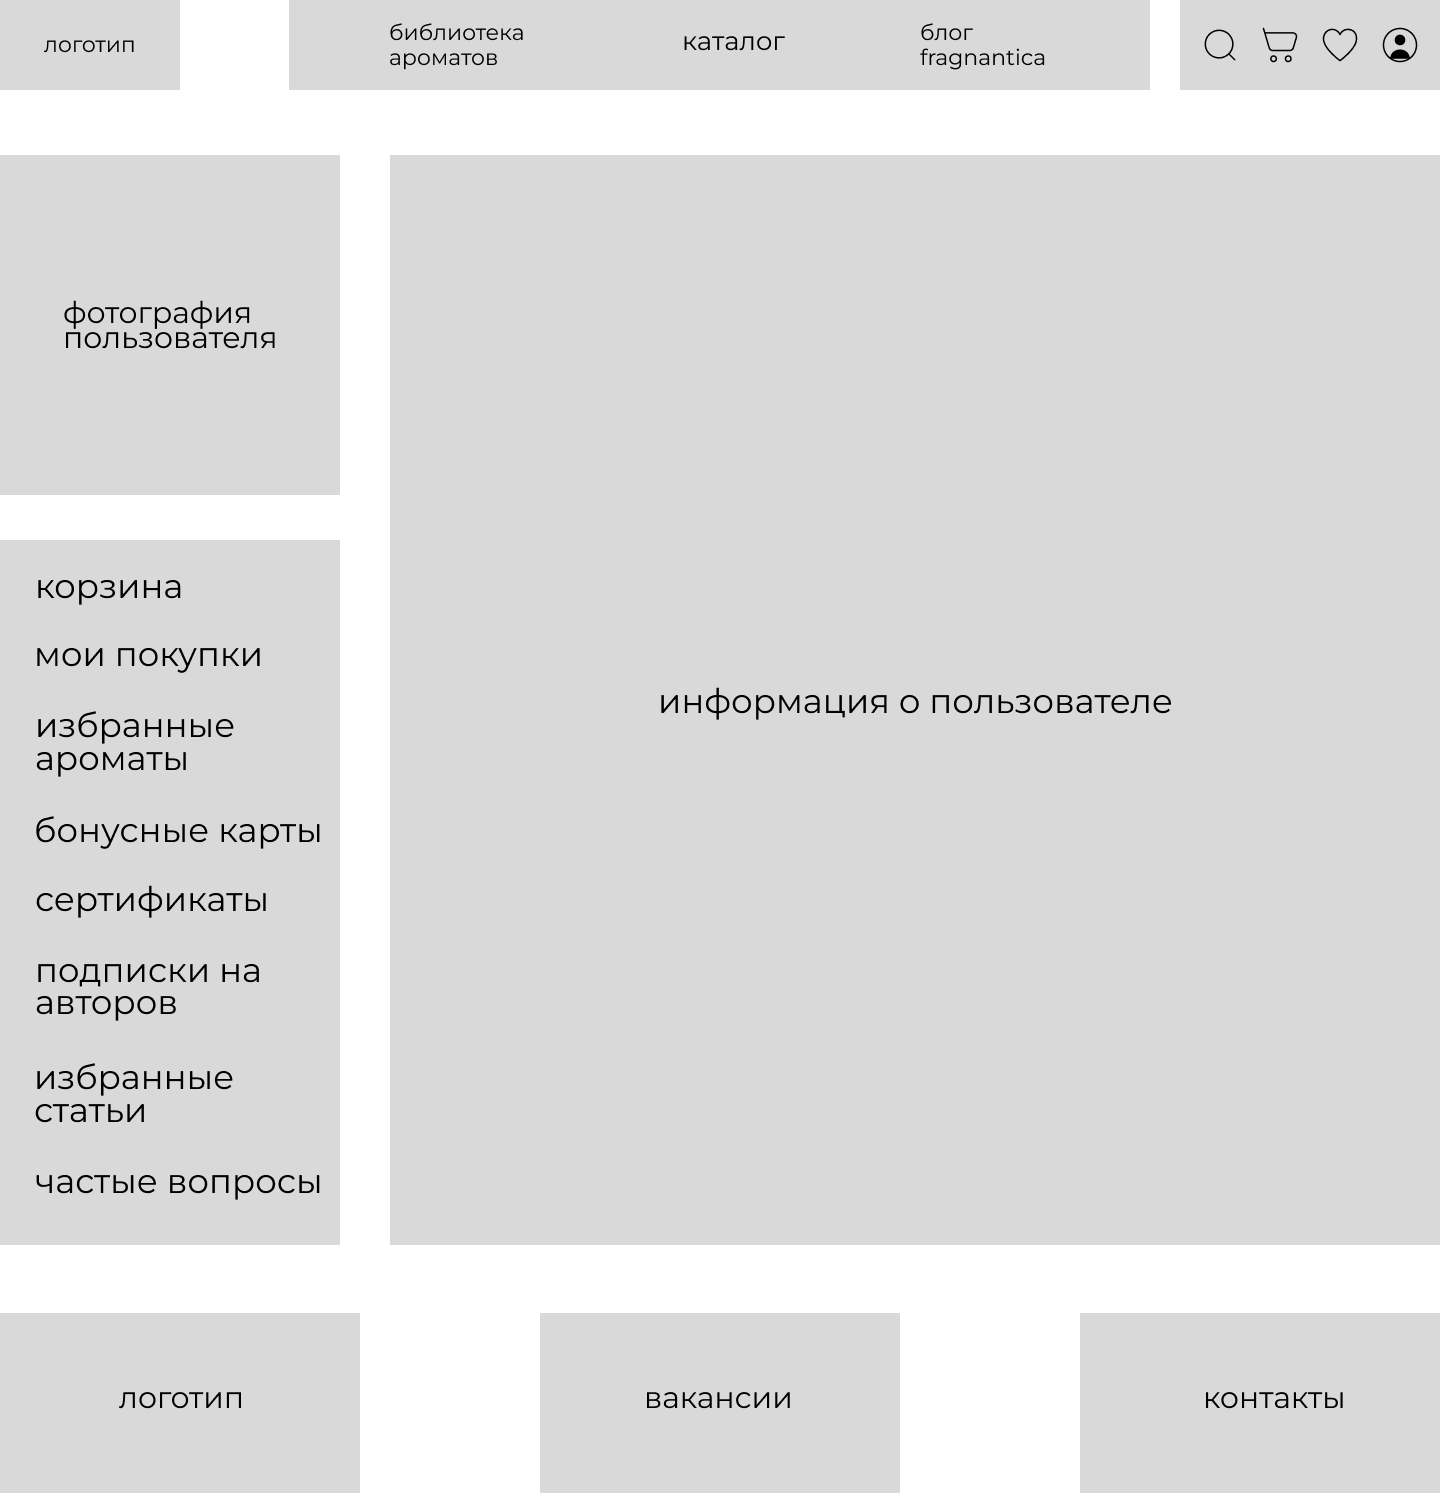 логотип
библиотека
ароматов
каталог
блог
fragnantica
фотография
пользователя
корзина
мои покупки
избранные
ароматы
бонусные карты
сертификаты
подписки на
авторов
избранные
статьи
частые вопросы
информация о пользователе
логотип
вакансии
контакты